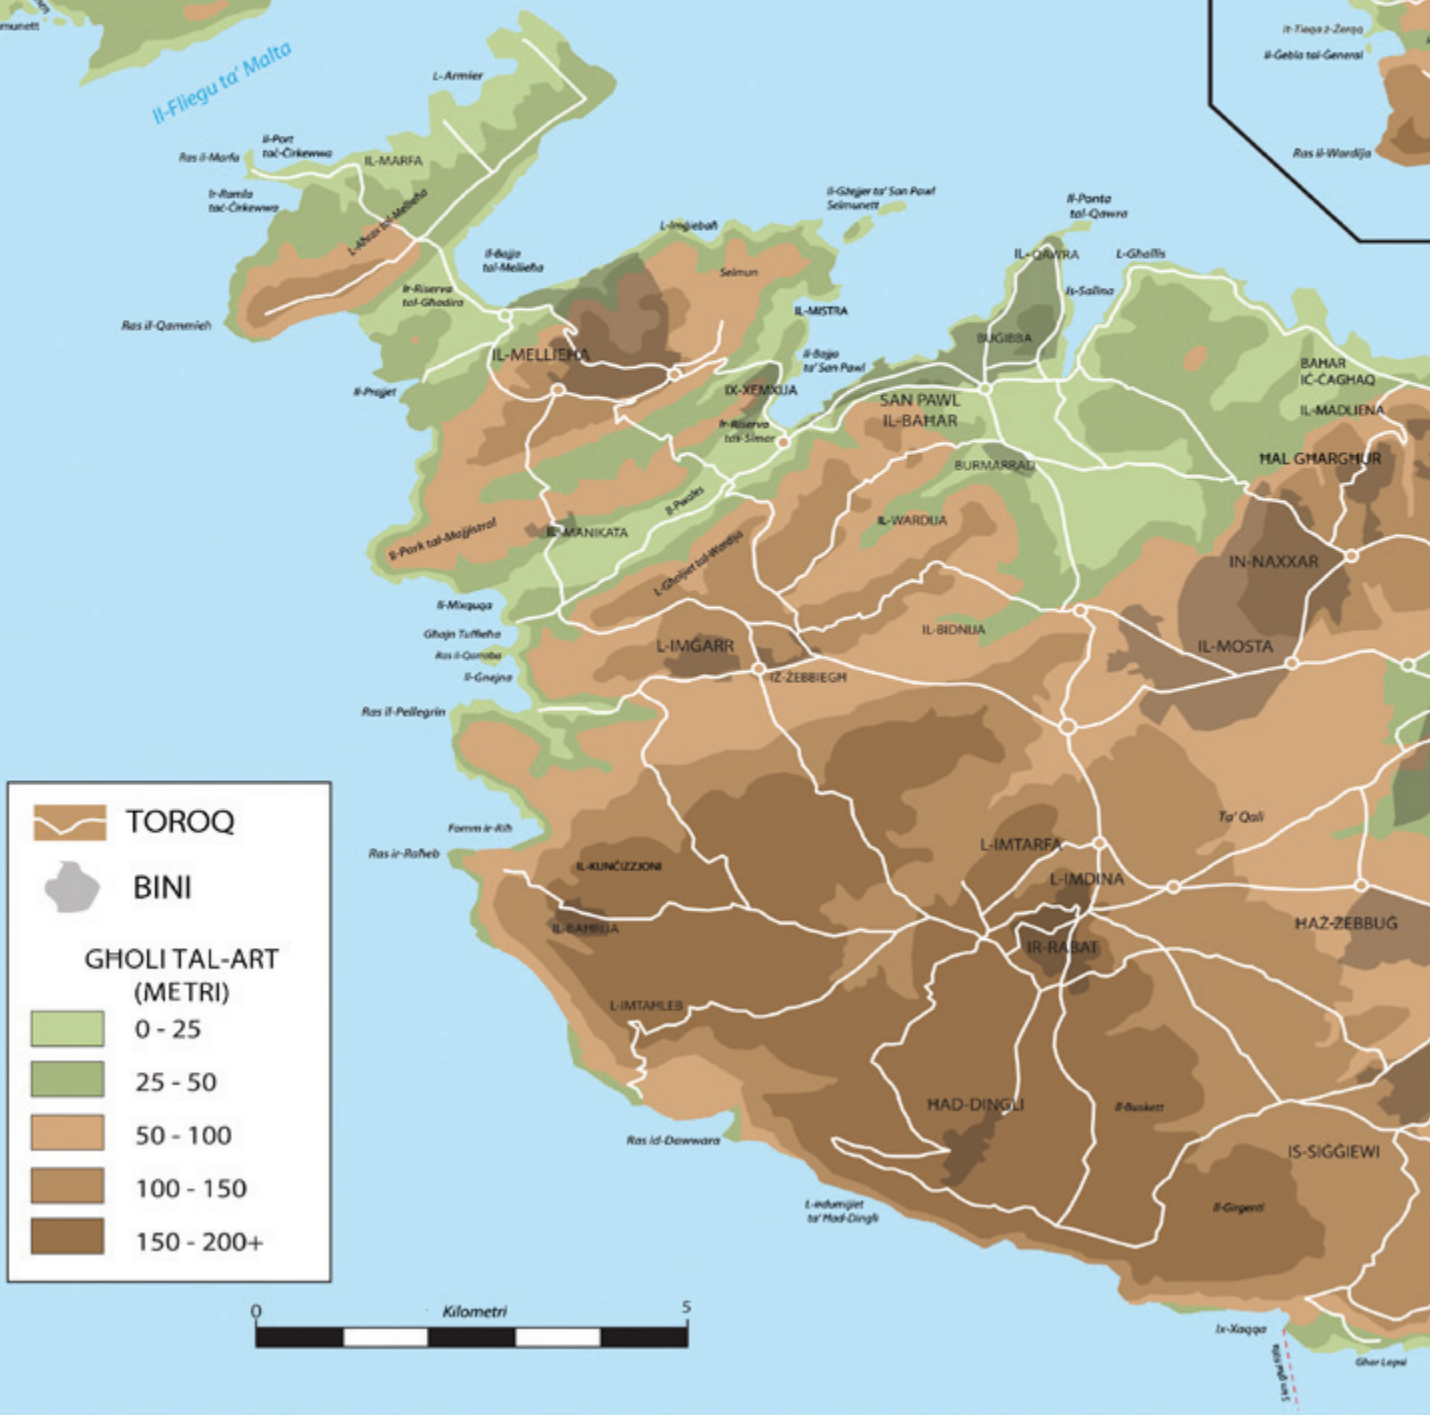 munett
Il-Fliegu ta' Malta
L-Armier
Ras il-Marfa
Il-Port
taċ-Ċirkewwa
IL-MARFA
Ir-Ramla
taċ-Ċirkewwa
L-Aħrax tal-Mellieħa
Il-Bajja
tal-Mellieħa
Ir-Riserva
tal-Għadira
Ras il-Qammieħ
L-Imġiebaħ
Selmun
Il-Gżejjer ta' San Pawl
Selmunett
Il-Ponta
tal-Qawra
IL-QAWRA
L-Għallis
Is-Salina
It-Tieqa ż-Żerqa
Il-Ġebla tal-Ġeneral
Ras il-Wardija
IL-MISTRA
Il-Bajja
ta' San Pawl
BUĠIBBA
IL-MELLIEĦA
Il-Prajjet
IX-XEMXIJA
Ir-Riserva
tas-Simar
SAN PAWL
IL-BAĦAR
BAĦAR
IĊ-ĊAGĦAQ
IL-MADLIENA
ĦAL GĦARGĦUR
BURMARRAD
Il-Pwales
IL-WARDIJA
Il-Park tal-Majjistral
IL-MANIKATA
L-Għoljiet tal-Wardija
IN-NAXXAR
Il-Mixquqa
Għajn Tuffieħa
Ras il-Qarraba
Il-Ġnejna
L-IMĠARR
IL-BIDNIJA
IL-MOSTA
IŻ-ŻEBBIEGĦ
Ras il-Pellegrin
Fomm ir-Riħ
Ras ir-Raħeb
Ta' Qali
L-IMTARFA
IL-KUNĊIZZJONI
L-IMDINA
IL-BAĦRIJA
ĦAŻ-ŻEBBUĠ
IR-RABAT
L-IMTAĦLEB
ĦAD-DINGLI
Il-Buskett
Ras id-Dawwara
IS-SIĠĠIEWI
L-Irdumijiet
ta' Ħad-Dingli
Il-Girgenti
Ix-Xaqqa
Għar Lapsi
TOROQ
BINI
GĦOLI TAL-ART
(METRI)
0 - 25
25 - 50
50 - 100
100 - 150
150 - 200+
0
Kilometri
5